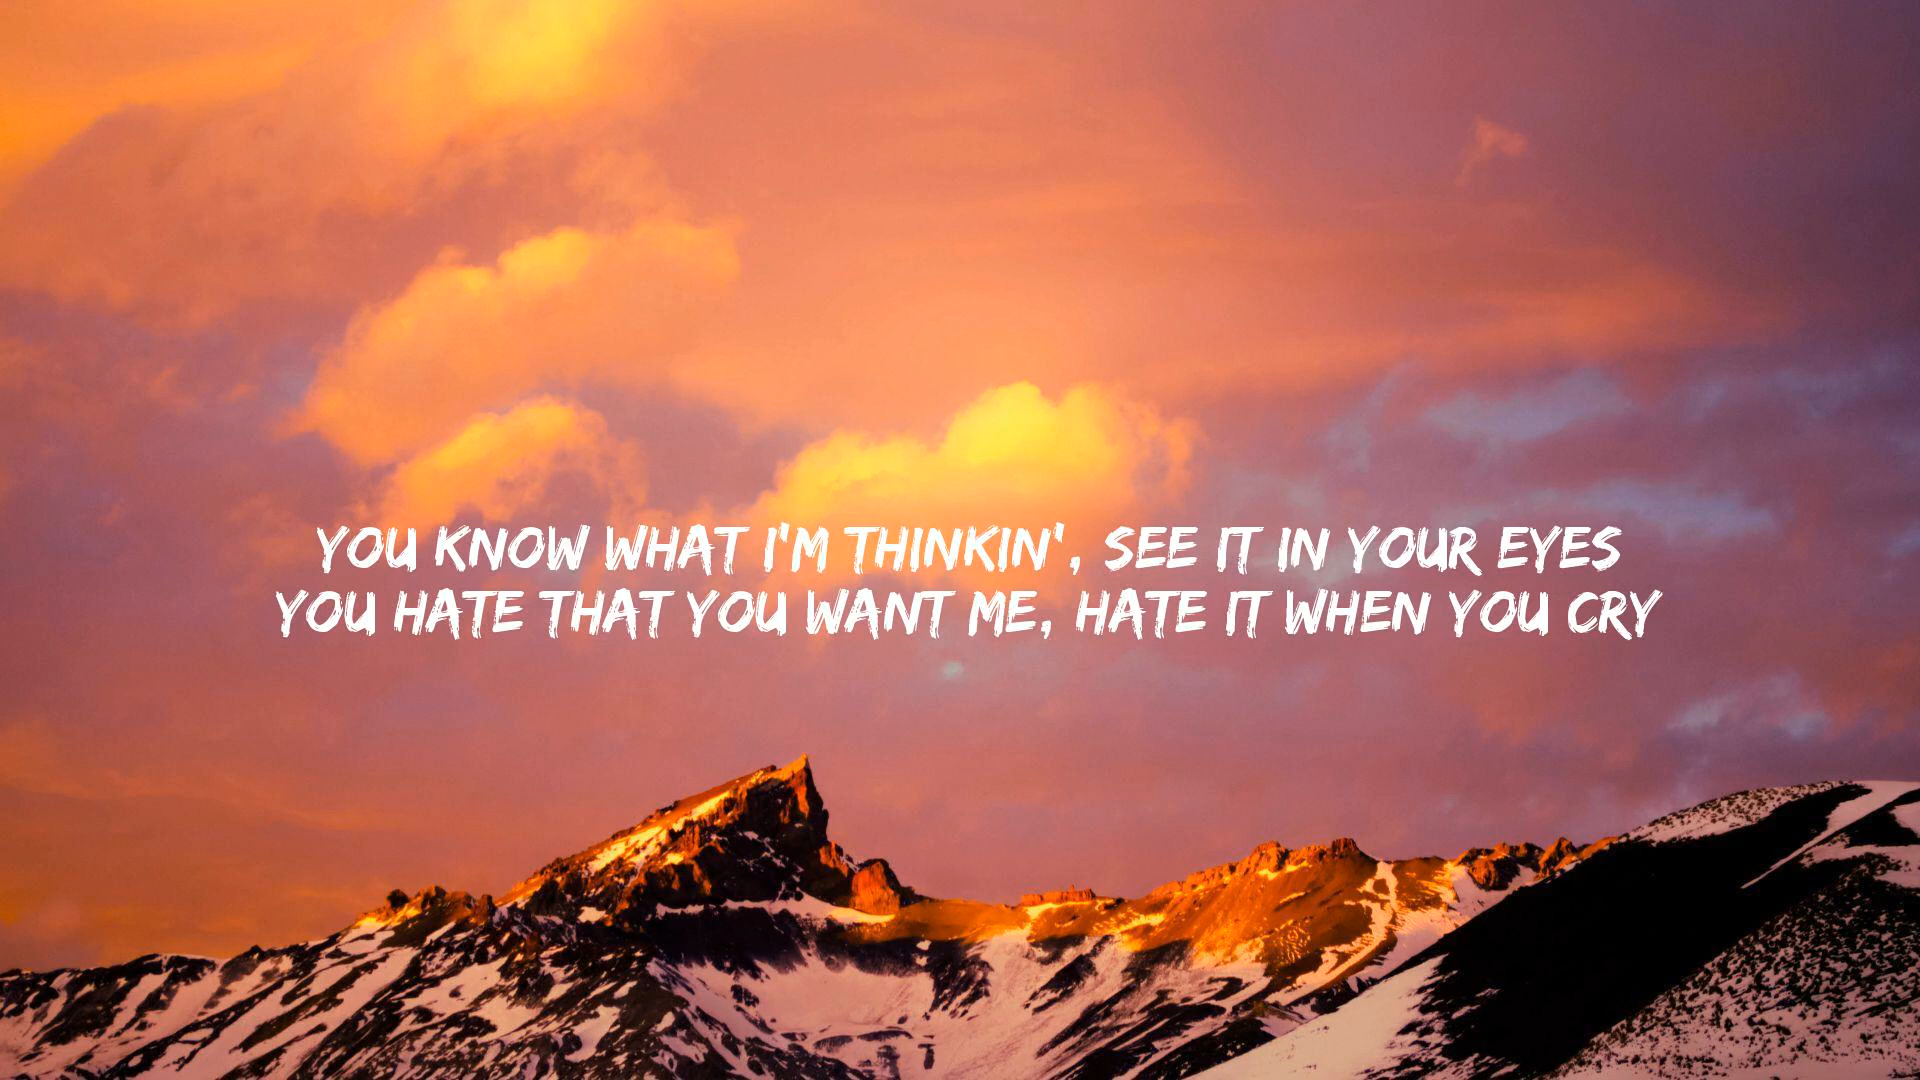 YOU KNOW WHAT I'M THINKIN', SEE IT IN YOUR EYES
YOU HATE THAT YOU WANT ME, HATE IT WHEN YOU CRY